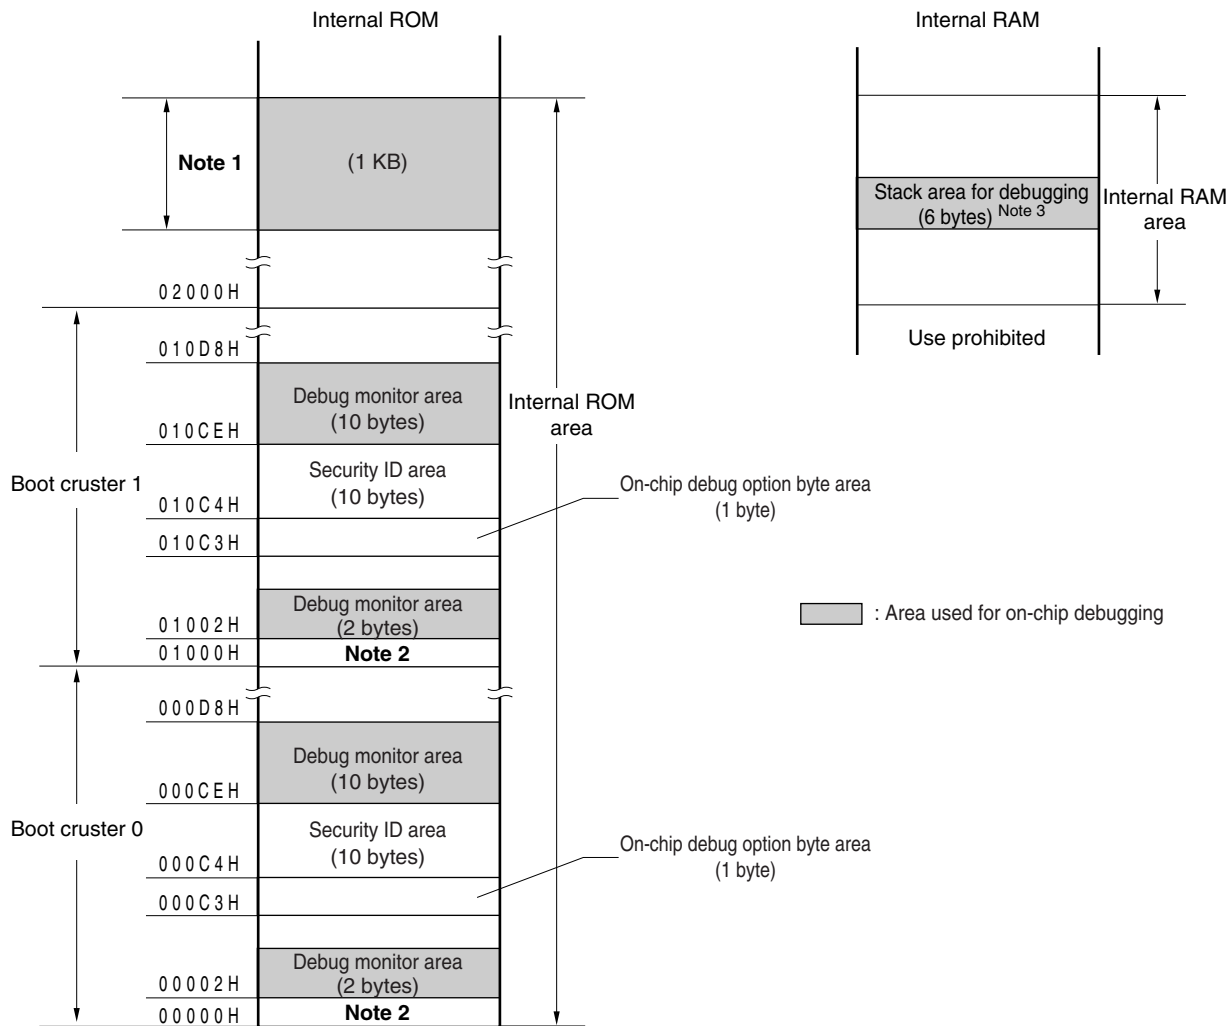 Internal ROM
Internal RAM
Note 1
(1 KB)
Stack area for debugging
(6 bytes) Note 3
Internal RAM
area
Use prohibited
02000H
010D8H
Debug monitor area
(10 bytes)
Internal ROM
area
010CEH
Security ID area
(10 bytes)
Boot cruster 1
On-chip debug option byte area
(1 byte)
010C4H
010C3H
Debug monitor area
(2 bytes)
: Area used for on-chip debugging
01002H
01000H
Note 2
000D8H
Debug monitor area
(10 bytes)
000CEH
Boot cruster 0
Security ID area
(10 bytes)
On-chip debug option byte area
(1 byte)
000C4H
000C3H
Debug monitor area
(2 bytes)
00002H
00000H
Note 2